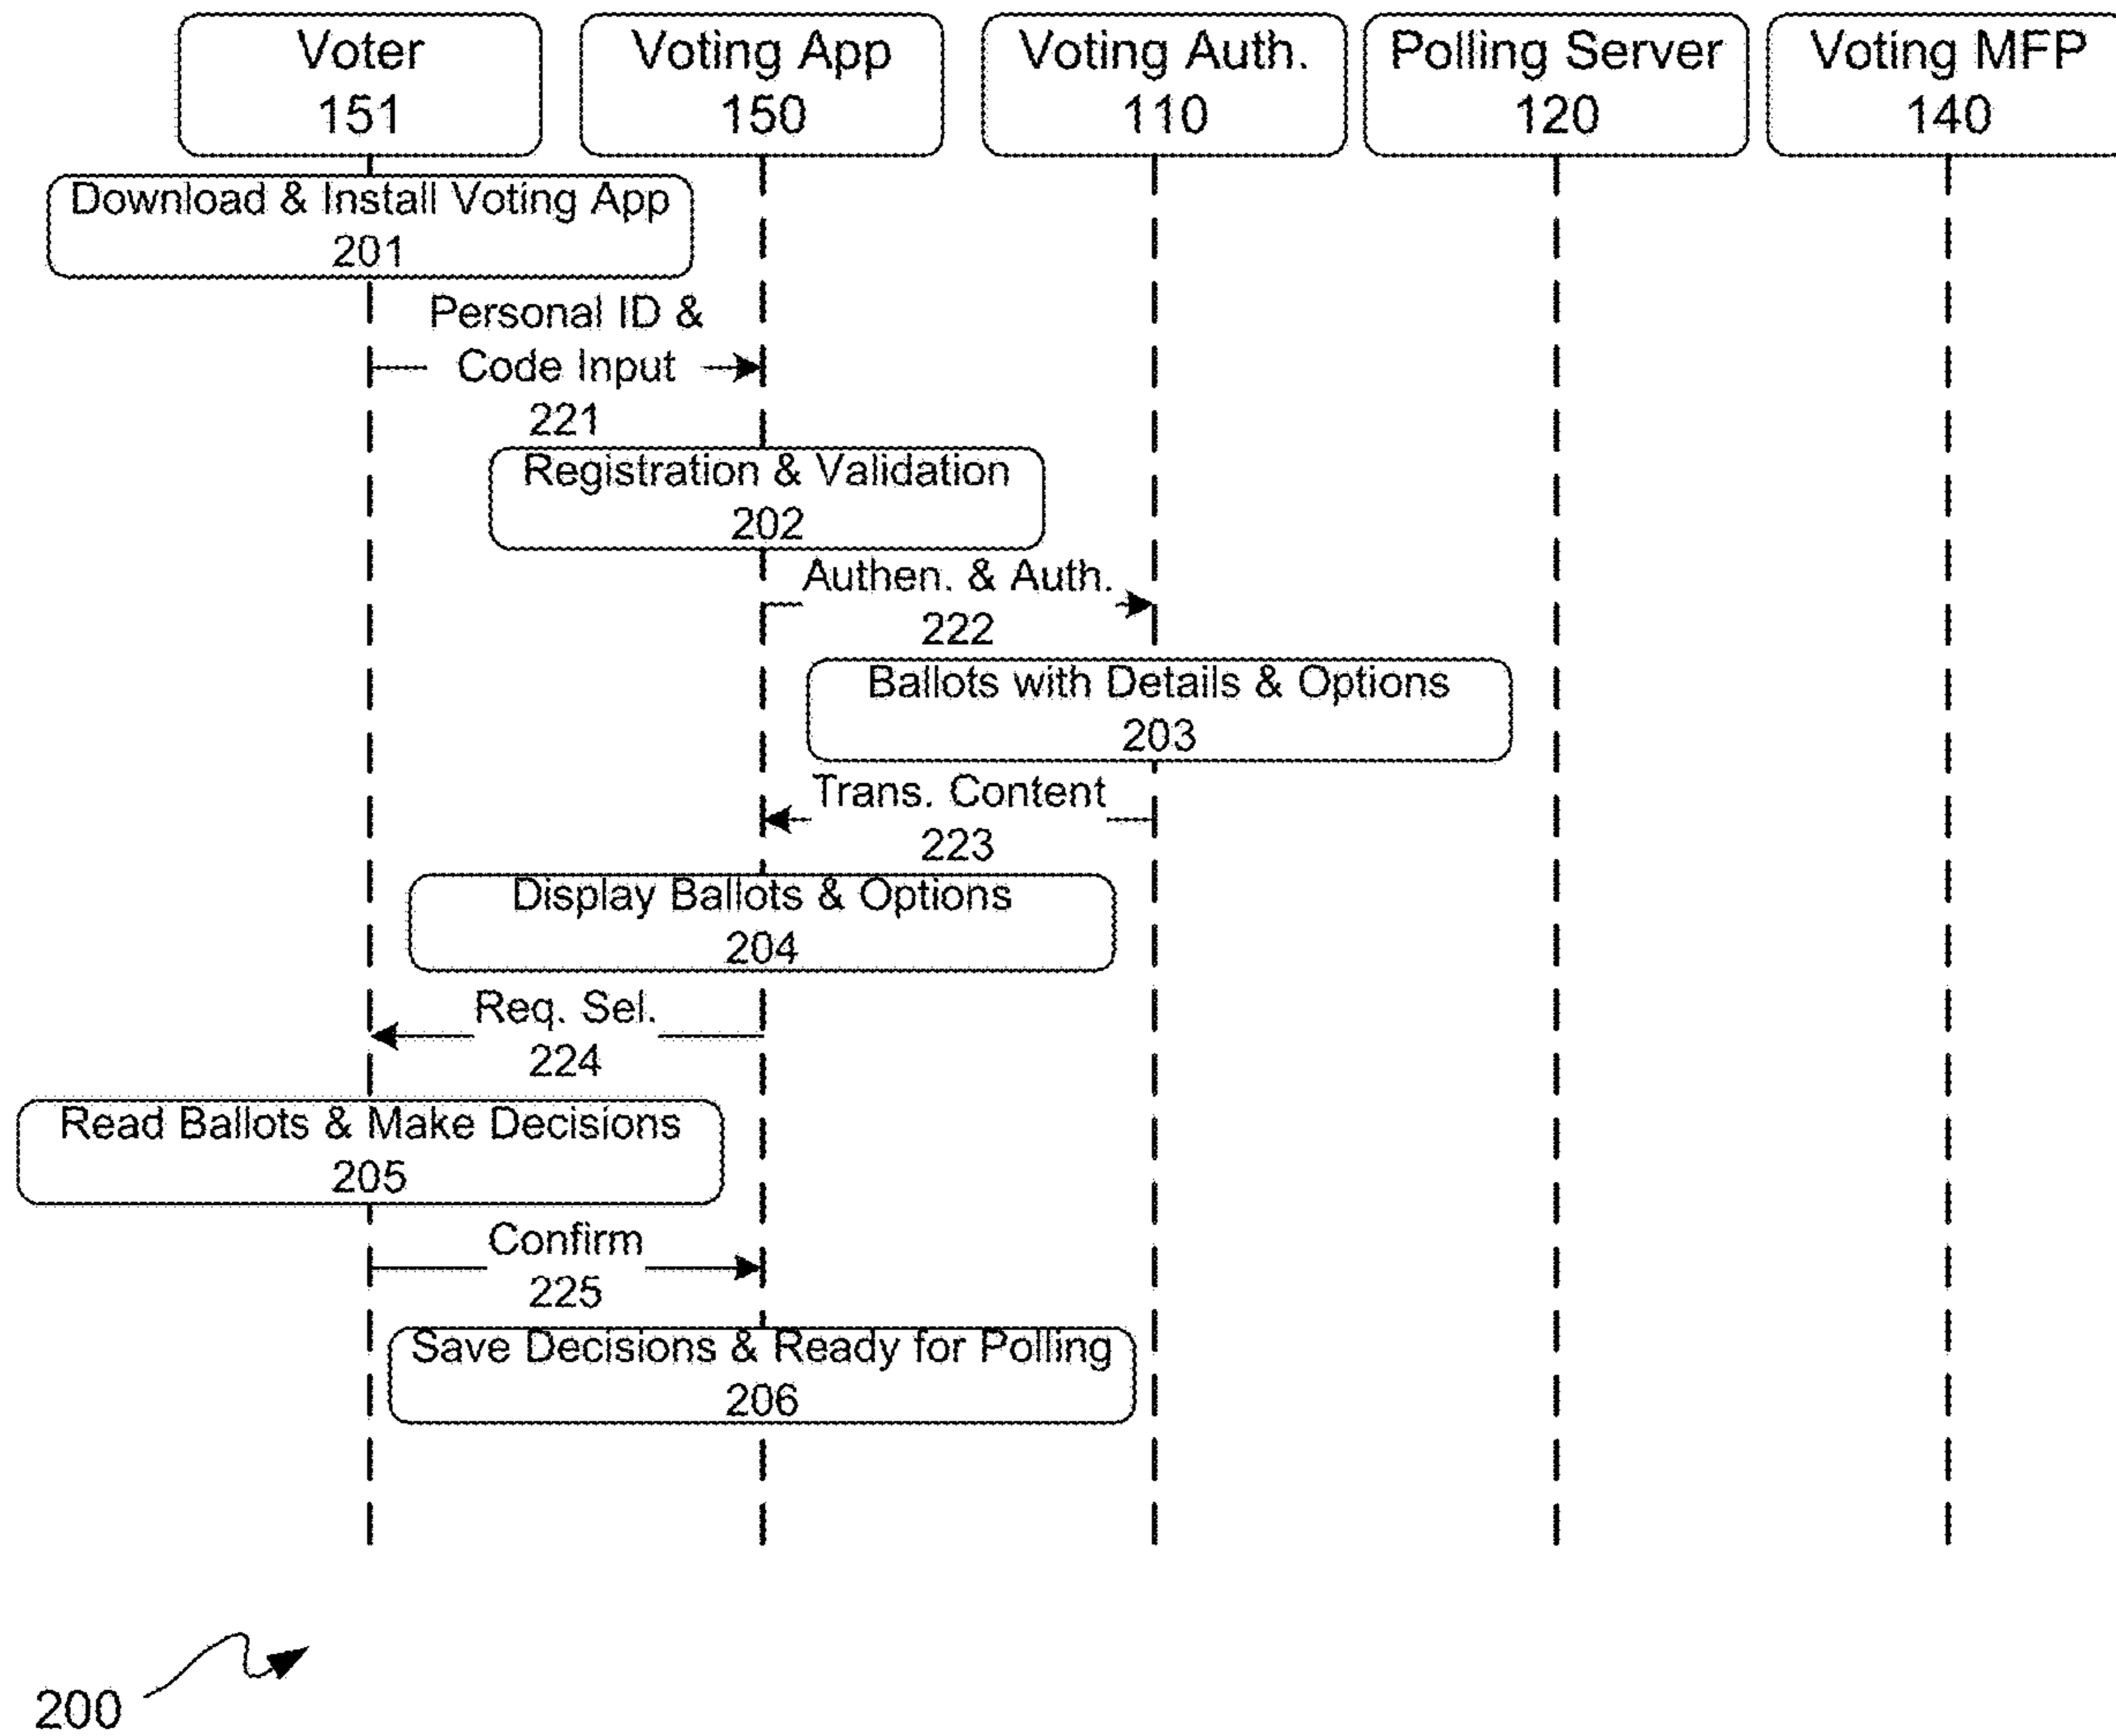 Voter
151
Voting App
150
Voting Auth.
110
Polling Server
120
Voting MFP
140
Download & Install Voting App
201
Personal ID &
Code Input
221
Registration & Validation
202
Authen. & Auth.
222
Ballots with Details & Options
203
Trans. Content
223
Display Ballots & Options
204
Req. Sel.
224
Read Ballots & Make Decisions
205
Confirm
225
Save Decisions & Ready for Polling
206
200